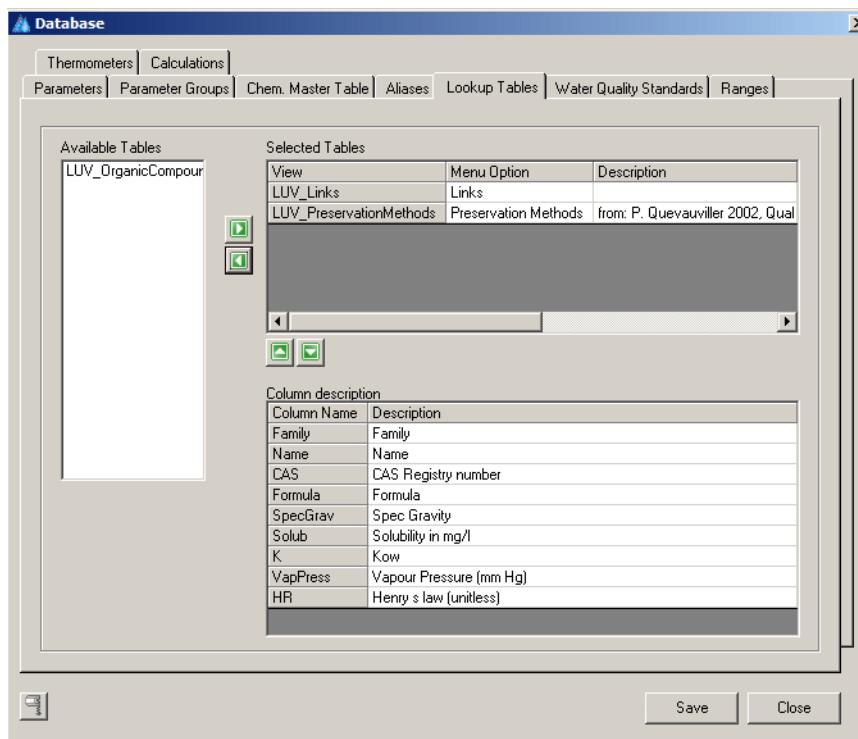 Database
Thermometers Calculations
Parameters Parameter Groups Chem. Master Table Aliases Lookup Tables Water Quality Standards Ranges
Available Tables Selected Tables
LUV_OrganicCompour
View Menu Option Description
LUV_Links Links
LUV_PreservationMethods Preservation Methods from: P. Quevauviller 2002, Qual
Column description
Column Name Description
Family Family
Name Name
CAS CAS Registry number
Formula Formula
SpecGrav Spec Gravity
Solub Solubility in mg/l
K Kow
VapPress Vapour Pressure (mm Hg)
HR Henry s law (unitless)
Save Close